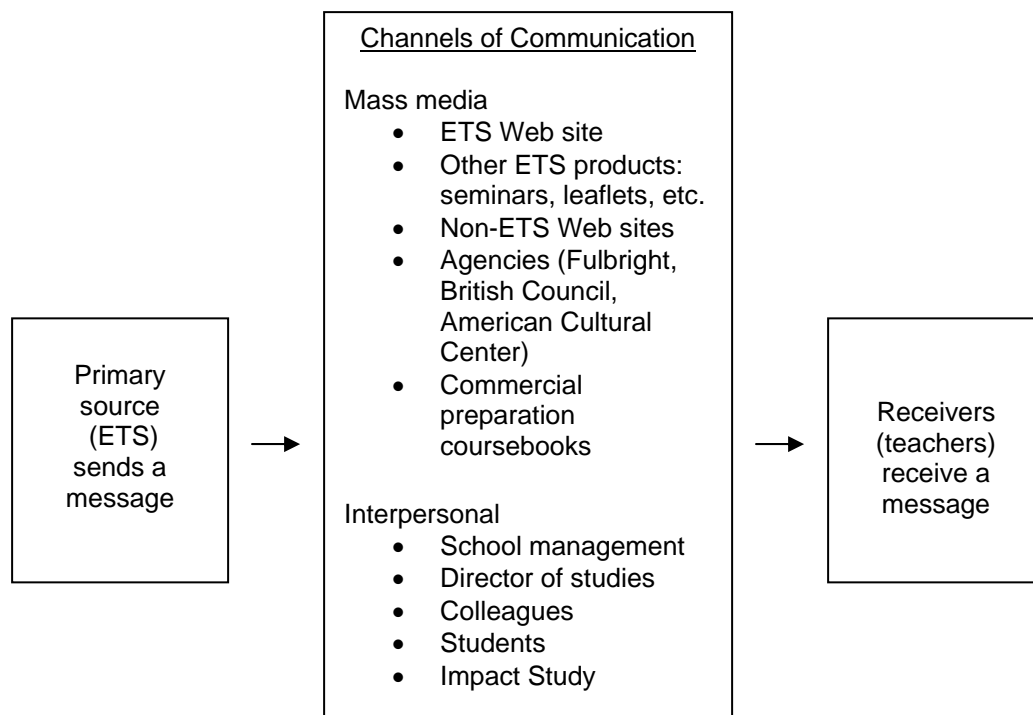 Primary
source
(ETS)
sends a
message
Channels of Communication
Mass media
• ETS Web site
• Other ETS products:
seminars, leaflets, etc.
• Non-ETS Web sites
• Agencies (Fulbright,
British Council,
American Cultural
Center)
• Commercial
preparation
coursebooks
Interpersonal
• School management
• Director of studies
• Colleagues
• Students
• Impact Study
Receivers
(teachers)
receive a
message